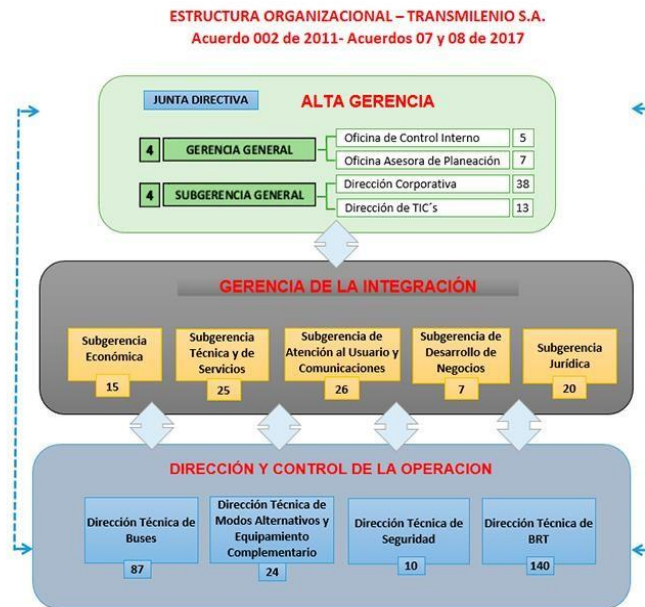 ESTRUCTURA ORGANIZACIONAL – TRANSMILENIO S.A.
Acuerdo 002 de 2011- Acuerdos 07 y 08 de 2017
JUNTA DIRECTIVA
ALTA GERENCIA
4 GERENCIA GENERAL
Oficina de Control Interno 5
Oficina Asesora de Planeación 7
4 SUBGERENCIA GENERAL
Dirección Corporativa 38
Dirección de TIC´s 13
GERENCIA DE LA INTEGRACIÓN
Subgerencia
Económica
15
Subgerencia
Técnica y de
Servicios
25
Subgerencia de
Atención al Usuario y
Comunicaciones
26
Subgerencia de
Desarrollo de
Negocios
7
Subgerencia
Jurídica
20
DIRECCIÓN Y CONTROL DE LA OPERACION
Dirección Técnica de
Buses
87
Dirección Técnica de
Modos Alternativos y
Equipamiento
Complementario
24
Dirección Técnica de
Seguridad
10
Dirección Técnica de
BRT
140